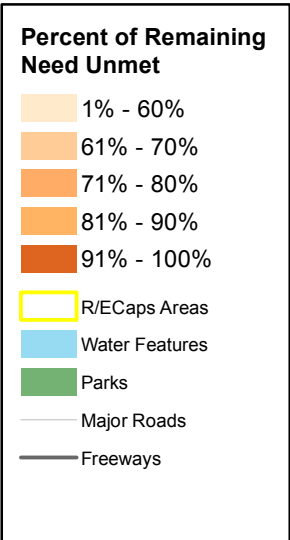 Percent of Remaining
Need Unmet
1% - 60%
61% - 70%
71% - 80%
81% - 90%
91% - 100%
R/ECaps Areas
Water Features
Parks
Major Roads
Freeways